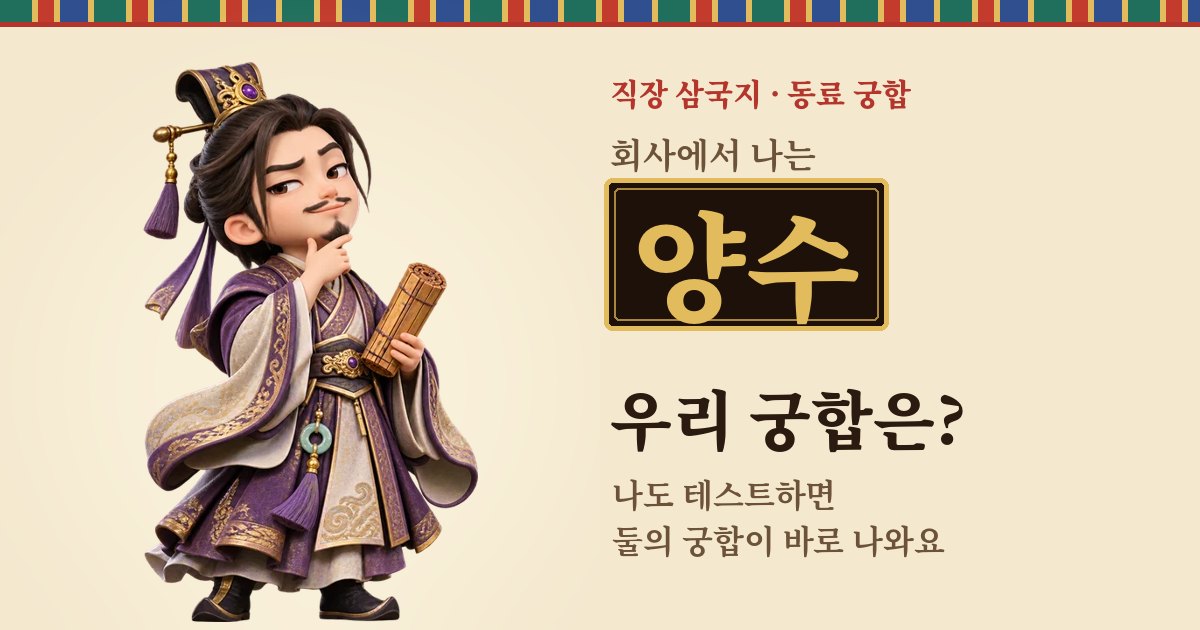 직장 삼국지 · 동료 궁합
회사에서 나는
양수
우리 궁합은?
나도 테스트하면
둘의 궁합이 바로 나와요